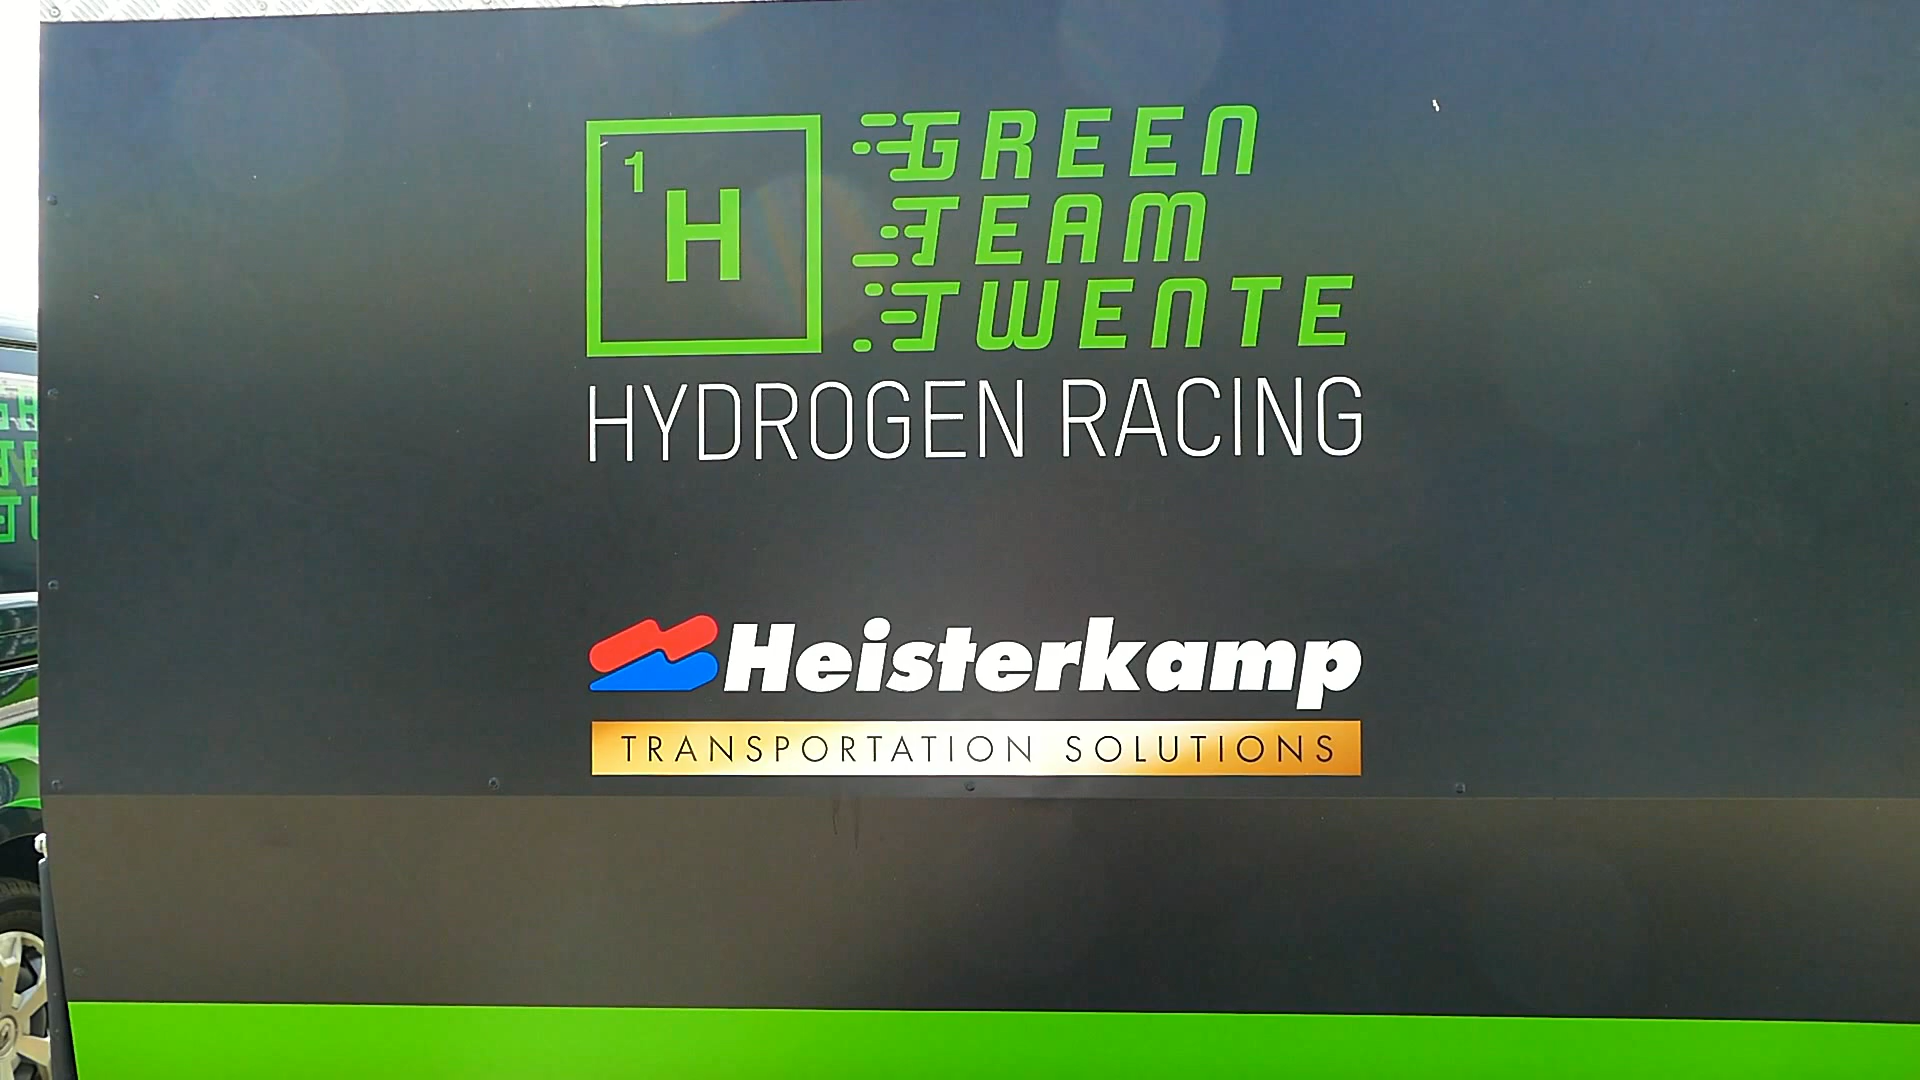 1
H
GREEN
TEAM
TWENTE
HYDROGEN RACING
Heisterkamp
TRANSPORTATION SOLUTIONS